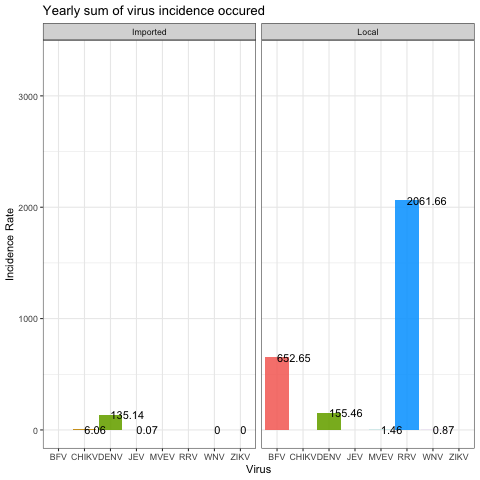 Yearly sum of virus incidence occured
Imported
Local
3000
2000
1000
0
Incidence Rate
6.06
135.14
0.07
0
0
652.65
155.46
1.46
2061.66
0.87
BFV CHIKV DENV JEV MVEV RRV WNV ZIKV
BFV CHIKV DENV JEV MVEV RRV WNV ZIKV
Virus